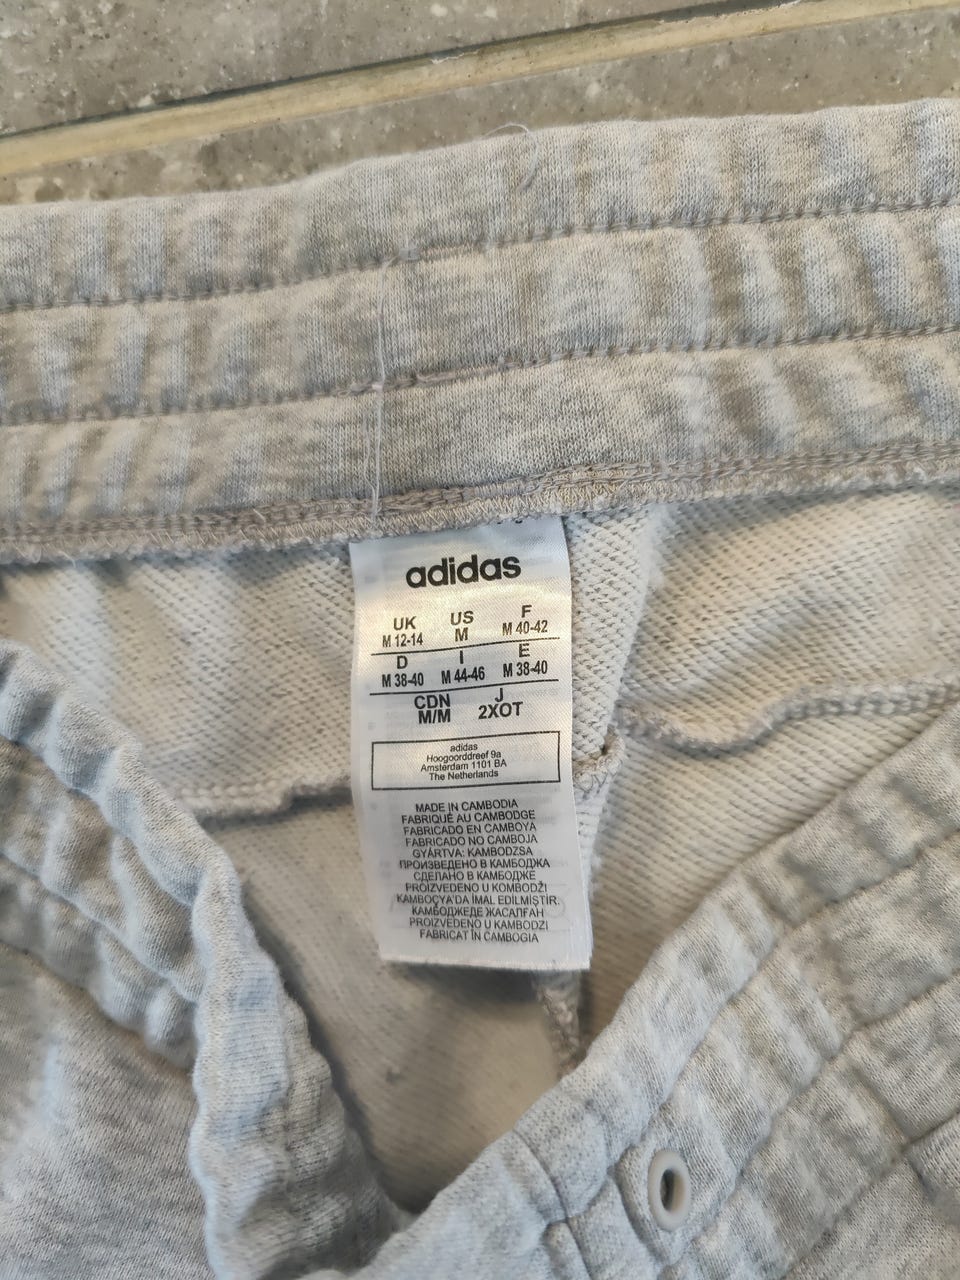 adidas
UK US F
M 12-14 M M 40-42
D I E
M 38-40 M 44-46 M 38-40
CDN J
M/M 2XOT
adidas
Hoogoorddreef 9a
Amsterdam 1101 BA
The Netherlands
MADE IN CAMBODIA
FABRIQUÉ AU CAMBODGE
FABRICADO EN CAMBOYA
FABRICADO NO CAMBOJA
GYÁRTVA: KAMBODZSA
ПРОИЗВЕДЕНО В КАМБОДЖА
СДЕЛАНО В КАМБОДЖЕ
PROIZVEDENO U KOMBODŽI
KAMBOÇYA'DA İMAL EDİLMİŞTİR.
КАМБОДЖЕДЕ ЖАСАЛҒАН
PROIZVEDENO U KAMBODZI
FABRICAT ÎN CAMBOGIA